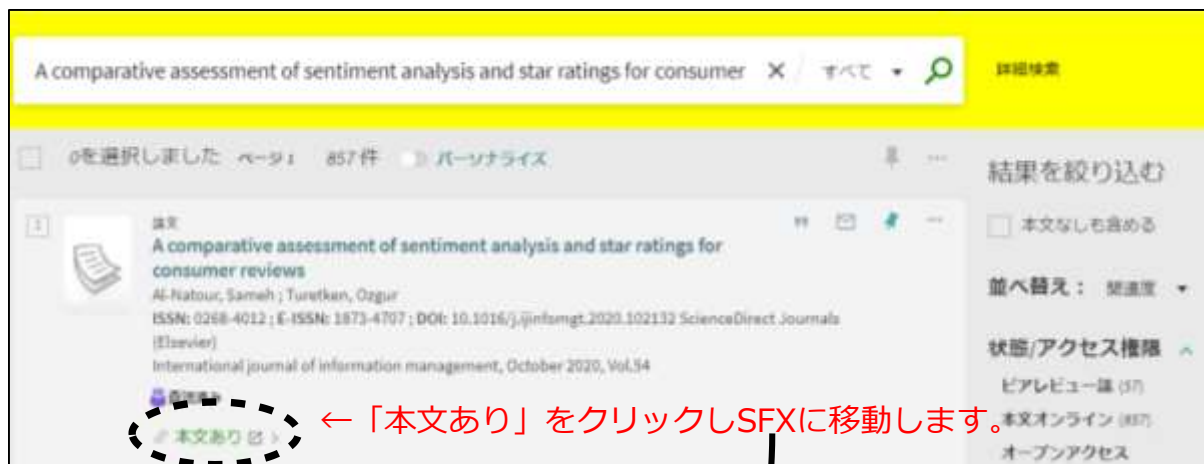 A comparative assessment of sentiment analysis and star ratings for consumer × / すべて
詳細検索
0を選択しました ページ1 857件 パーソナライズ
結果を絞り込む
本文なしも含める
1
論文
A comparative assessment of sentiment analysis and star ratings for
consumer reviews
Al-Natour, Sameh ; Turetken, Ozgur
ISSN: 0268-4012 ; E-ISSN: 1873-4707 ; DOI: 10.1016/j.ijinfomgt.2020.102132 ScienceDirect Journals
(Elsevier)
International journal of information management, October 2020, Vol.54
並べ替え： 関連度
状態/アクセス権限
ピアレビュー誌 (57)
査読済み
本文あり
←「本文あり」をクリックしSFXに移動します。
本文オンライン (857)
オープンアクセス